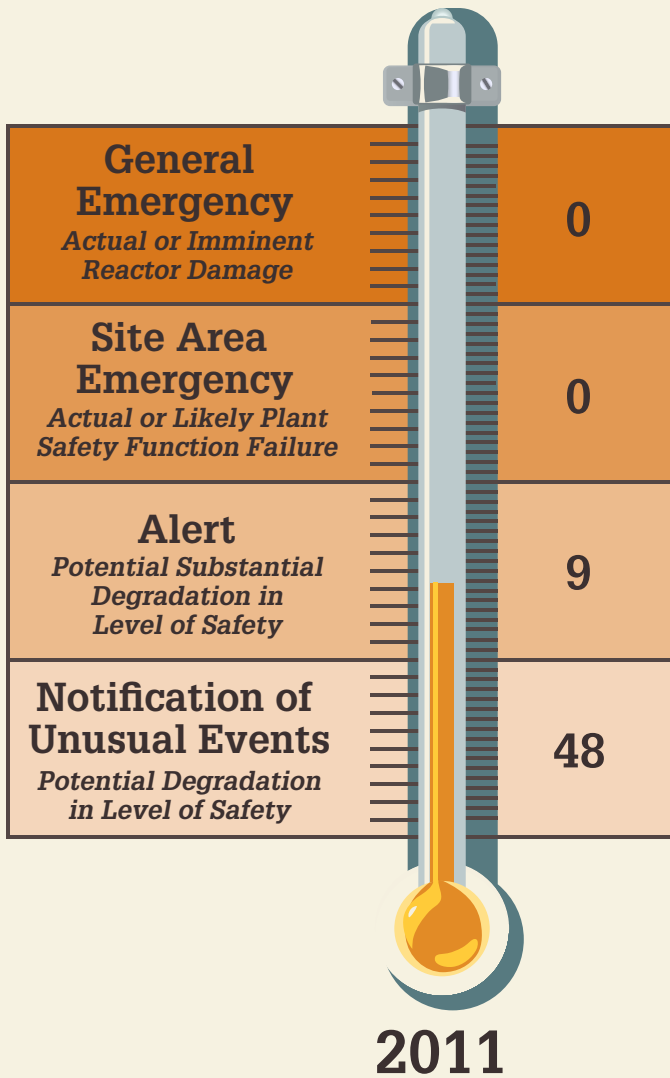 General
Emergency
Actual or Imminent
Reactor Damage
0
Site Area
Emergency
Actual or Likely Plant
Safety Function Failure
0
Alert
Potential Substantial
Degradation in
Level of Safety
9
Notification of
Unusual Events
Potential Degradation
in Level of Safety
48
2011